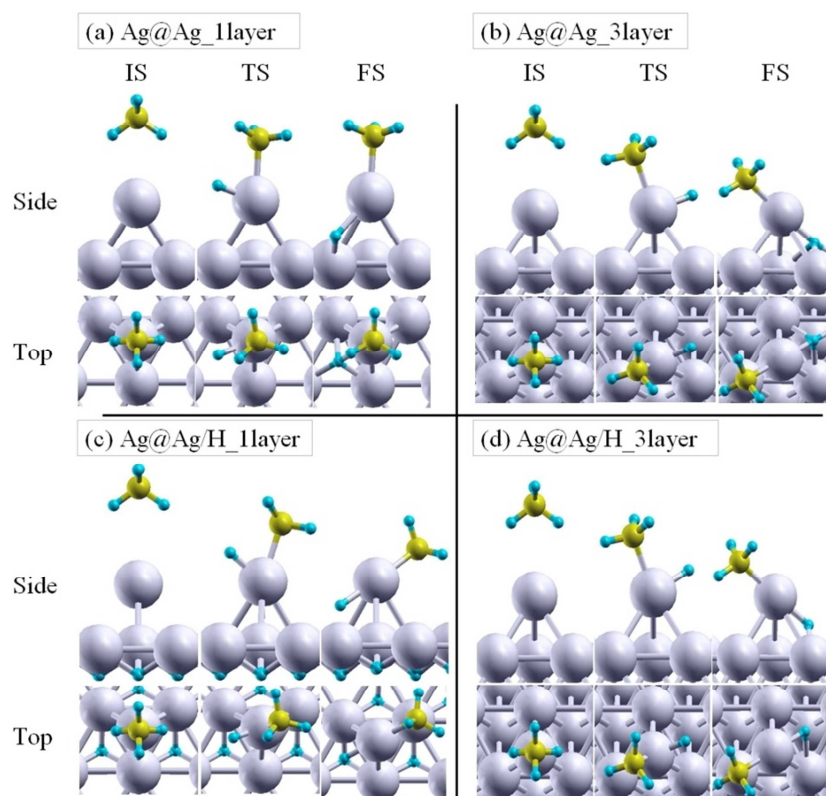 (a) Ag@Ag_1layer
(b) Ag@Ag_3layer
IS TS FS IS TS FS
Side
Top
(c) Ag@Ag/H_1layer
(d) Ag@Ag/H_3layer
Side
Top